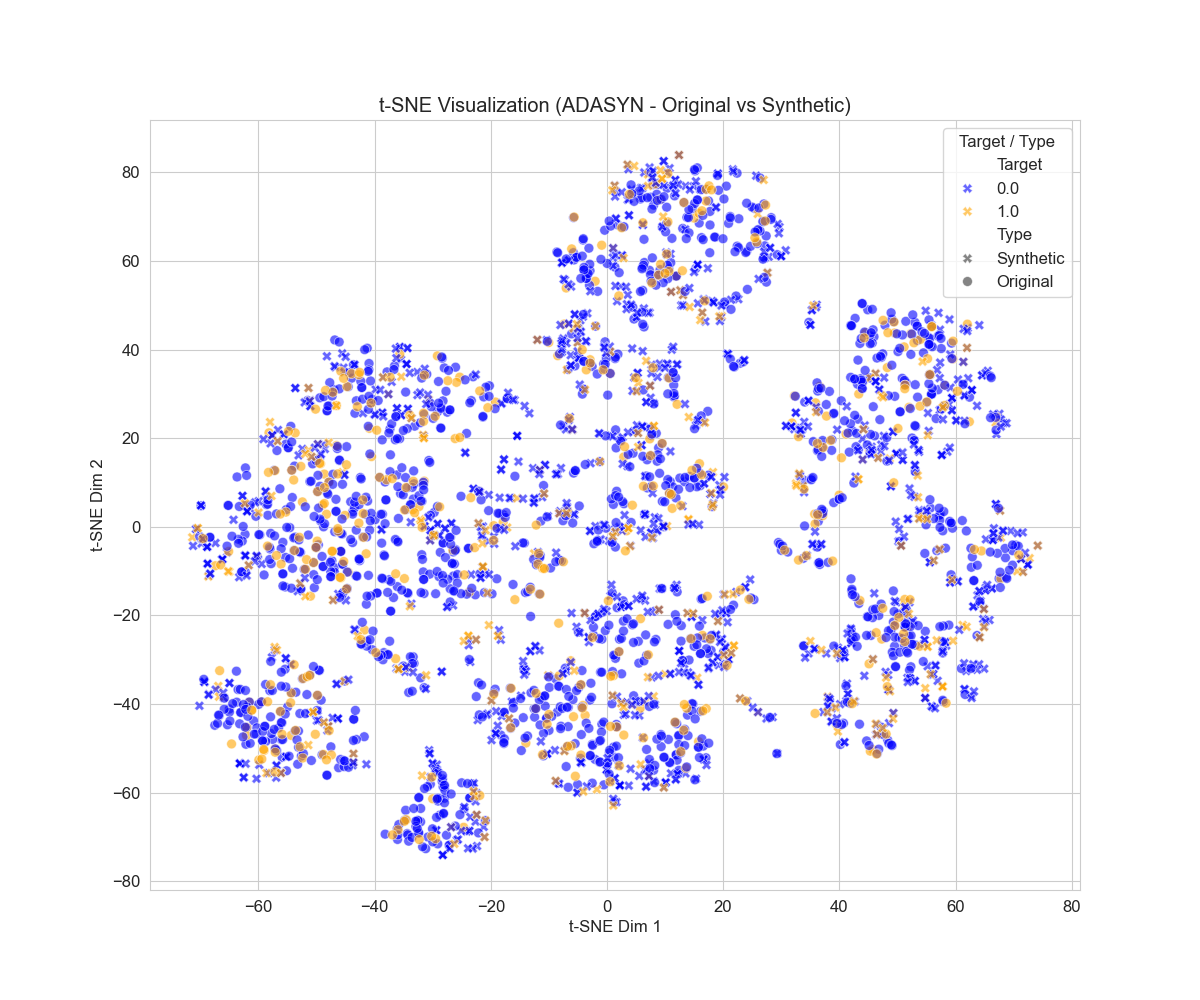 t-SNE Visualization (ADASYN - Original vs Synthetic)
Target / Type
Target
0.0
1.0
Type
Synthetic
Original
80
60
40
20
0
−20
−40
−60
−80
t-SNE Dim 2
−60 −40 −20 0 20 40 60 80
t-SNE Dim 1